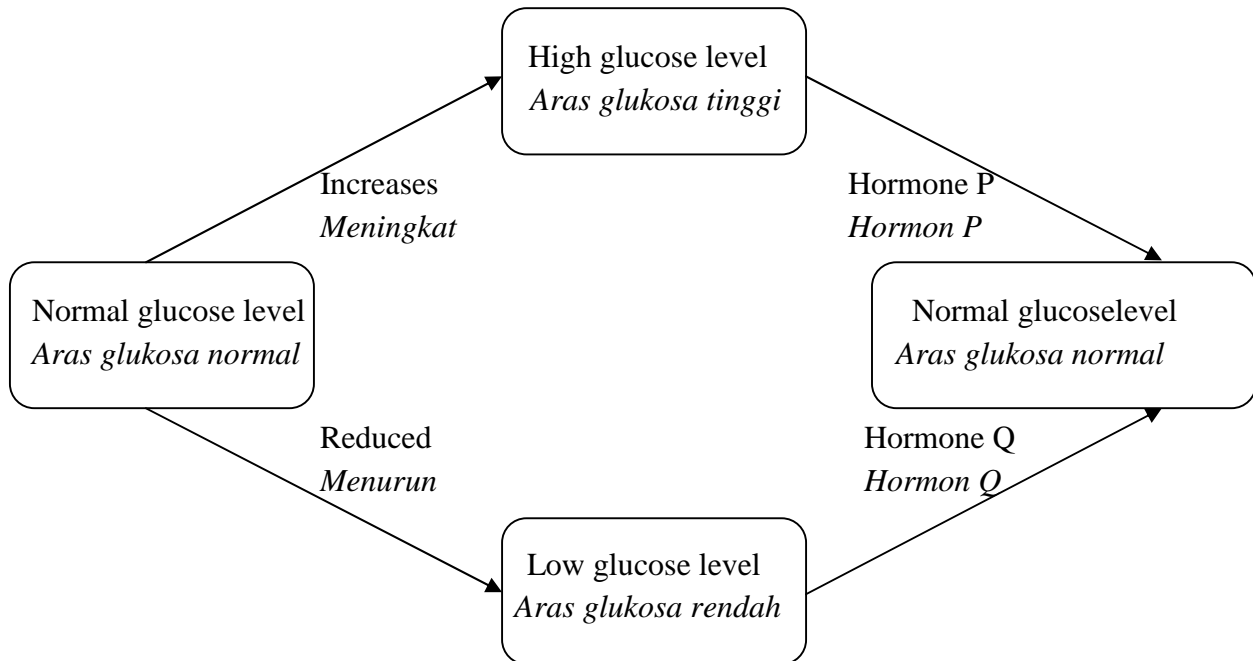 High glucose level
Aras glukosa tinggi
Increases
Meningkat
Hormone P
Hormon P
Normal glucose level
Aras glukosa normal
Normal glucoselevel
Aras glukosa normal
Reduced
Menurun
Hormone Q
Hormon Q
Low glucose level
Aras glukosa rendah